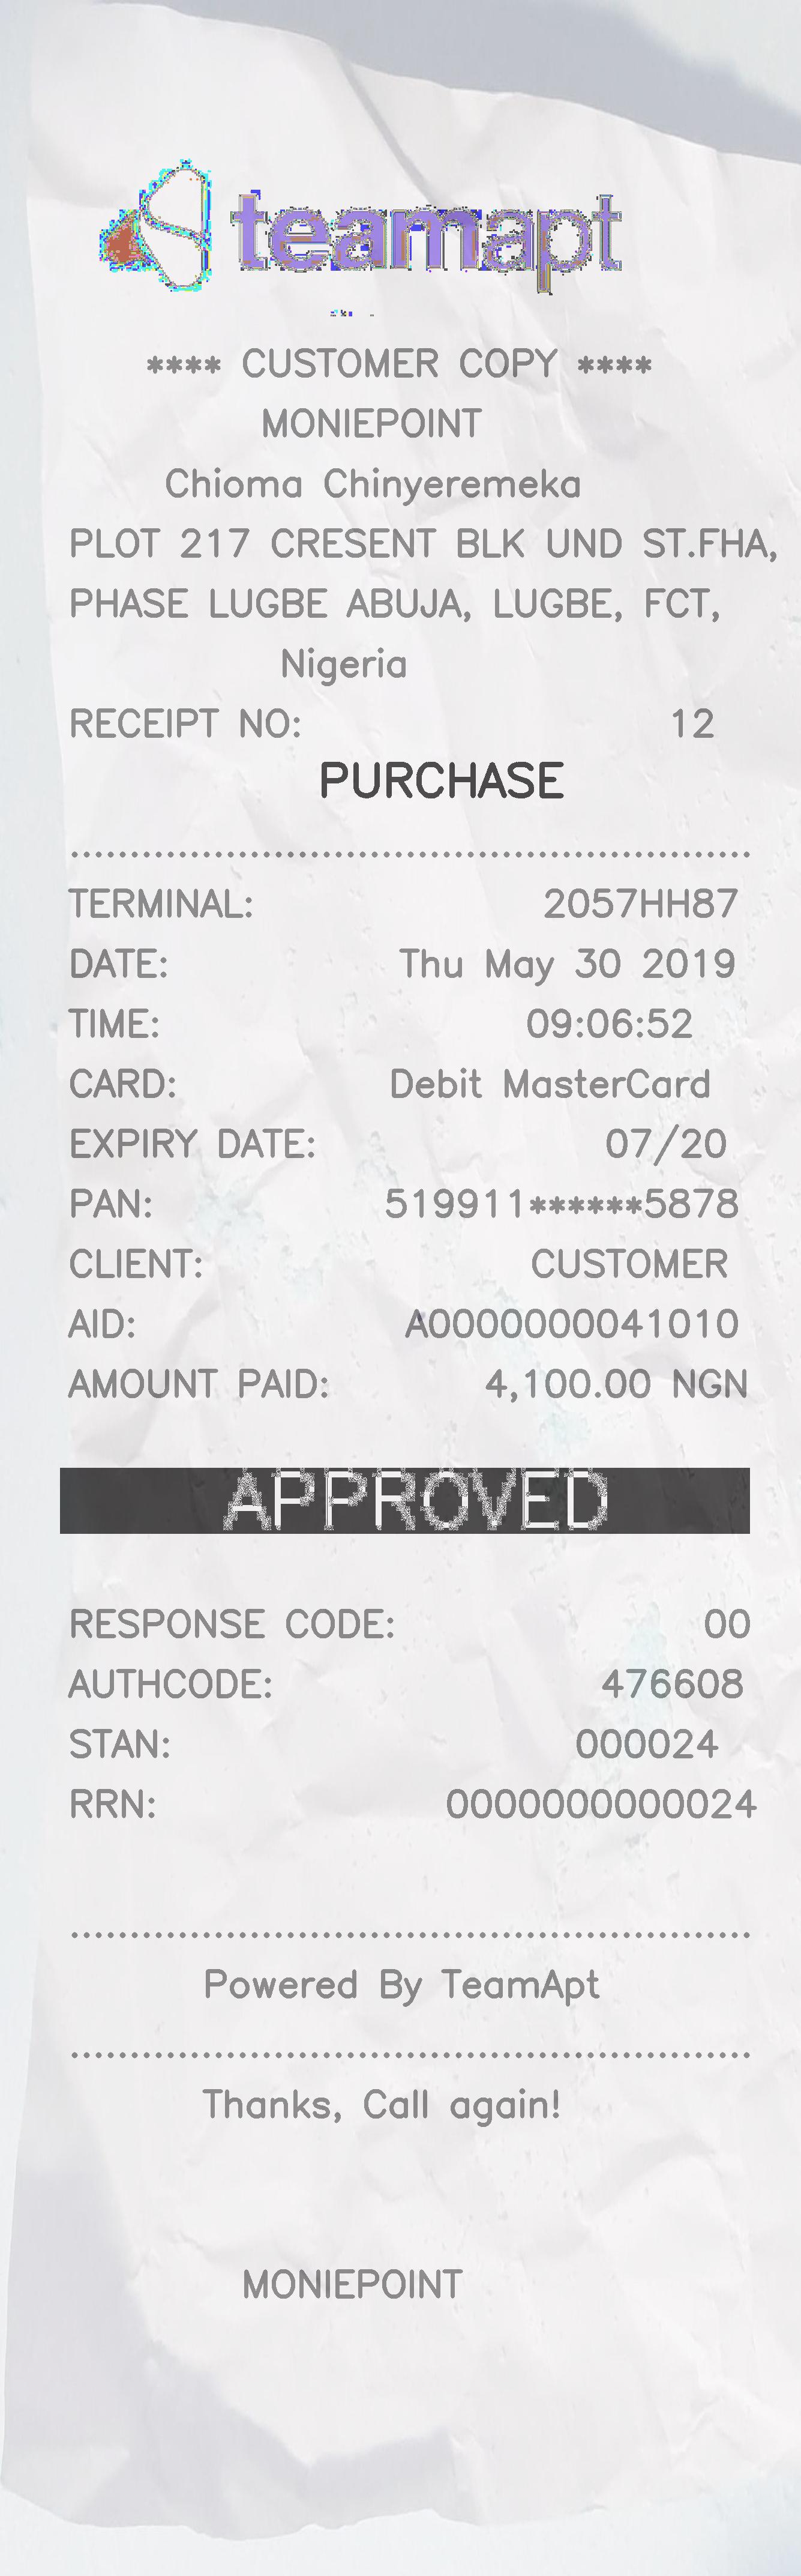 teamapt
**** CUSTOMER COPY ****
MONIEPOINT
Chioma Chinyeremeka
PLOT 217 CRESENT BLK UND ST.FHA,
PHASE LUGBE ABUJA, LUGBE, FCT,
Nigeria
RECEIPT NO: 12
PURCHASE
TERMINAL: 2057HH87
DATE: Thu May 30 2019
TIME: 09:06:52
CARD: Debit MasterCard
EXPIRY DATE: 07/20
PAN: 519911******5878
CLIENT: CUSTOMER
AID: A0000000041010
AMOUNT PAID: 4,100.00 NGN
APPROVED
RESPONSE CODE: 00
AUTHCODE: 476608
STAN: 000024
RRN: 0000000000024
Powered By TeamApt
Thanks, Call again!
MONIEPOINT